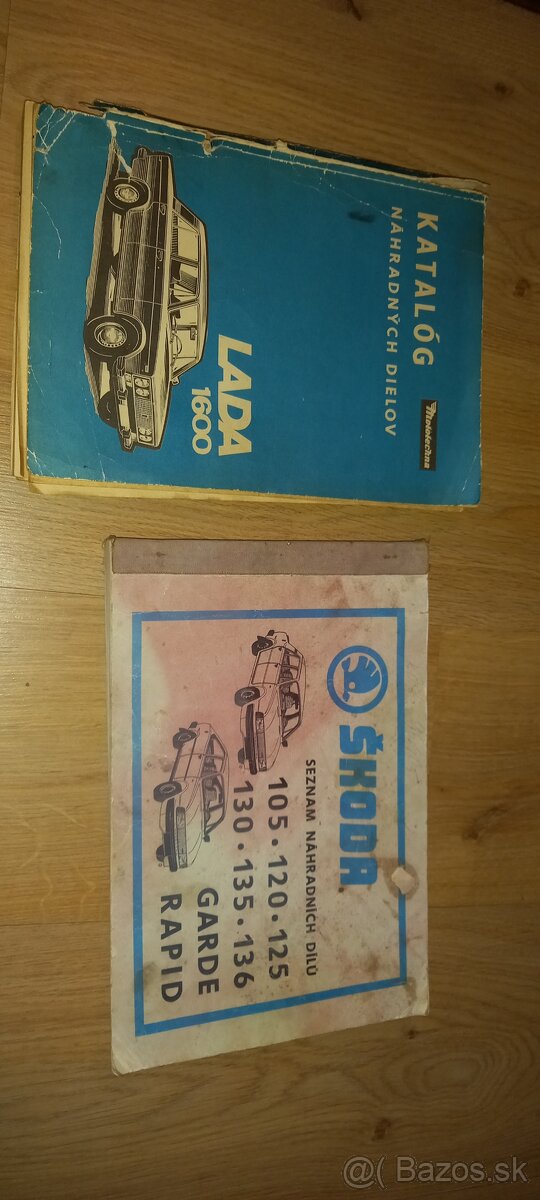 KATALÓG
NÁHRADNÝCH DIELOV
Mototechna
LADA
1600
ŠKODA
SEZNAM NÁHRADNÍCH DÍLŮ
105 · 120 · 125
130 · 135 · 136
GARDE
RAPID
@( Bazos.sk